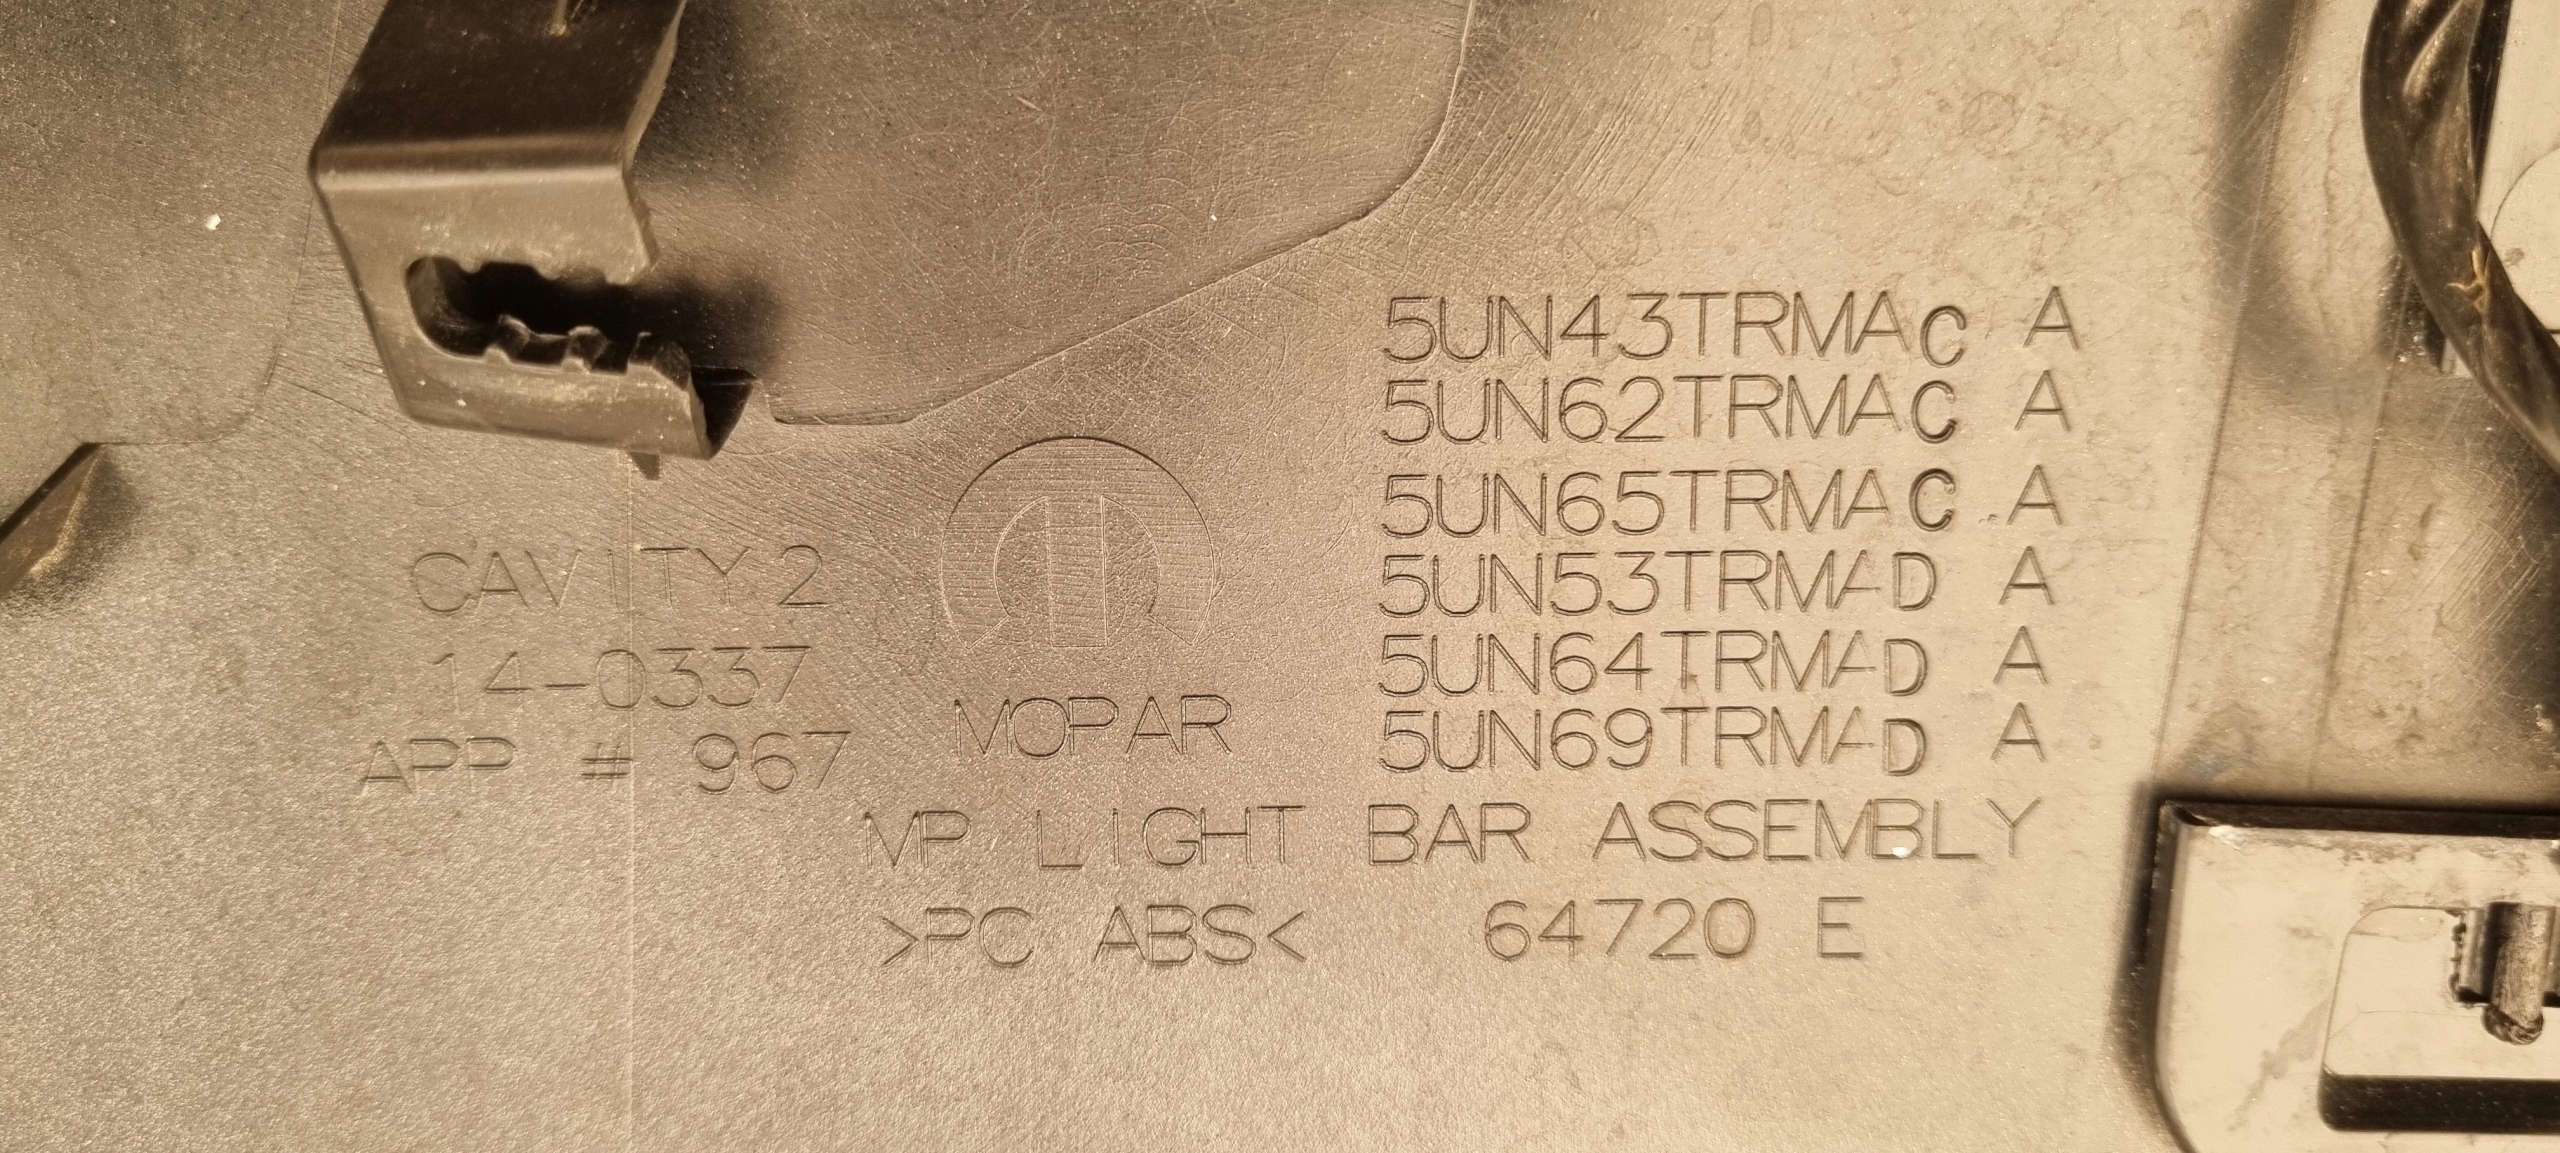 CAVITY 2
14-0337
APP # 967
MOPAR
5UN43TRMAC A
5UN62TRMAC A
5UN65TRMAC A
5UN53TRMAD A
5UN64TRMAD A
5UN69TRMAD A
MP LIGHT BAR ASSEMBLY
>PC ABS< 64720 E